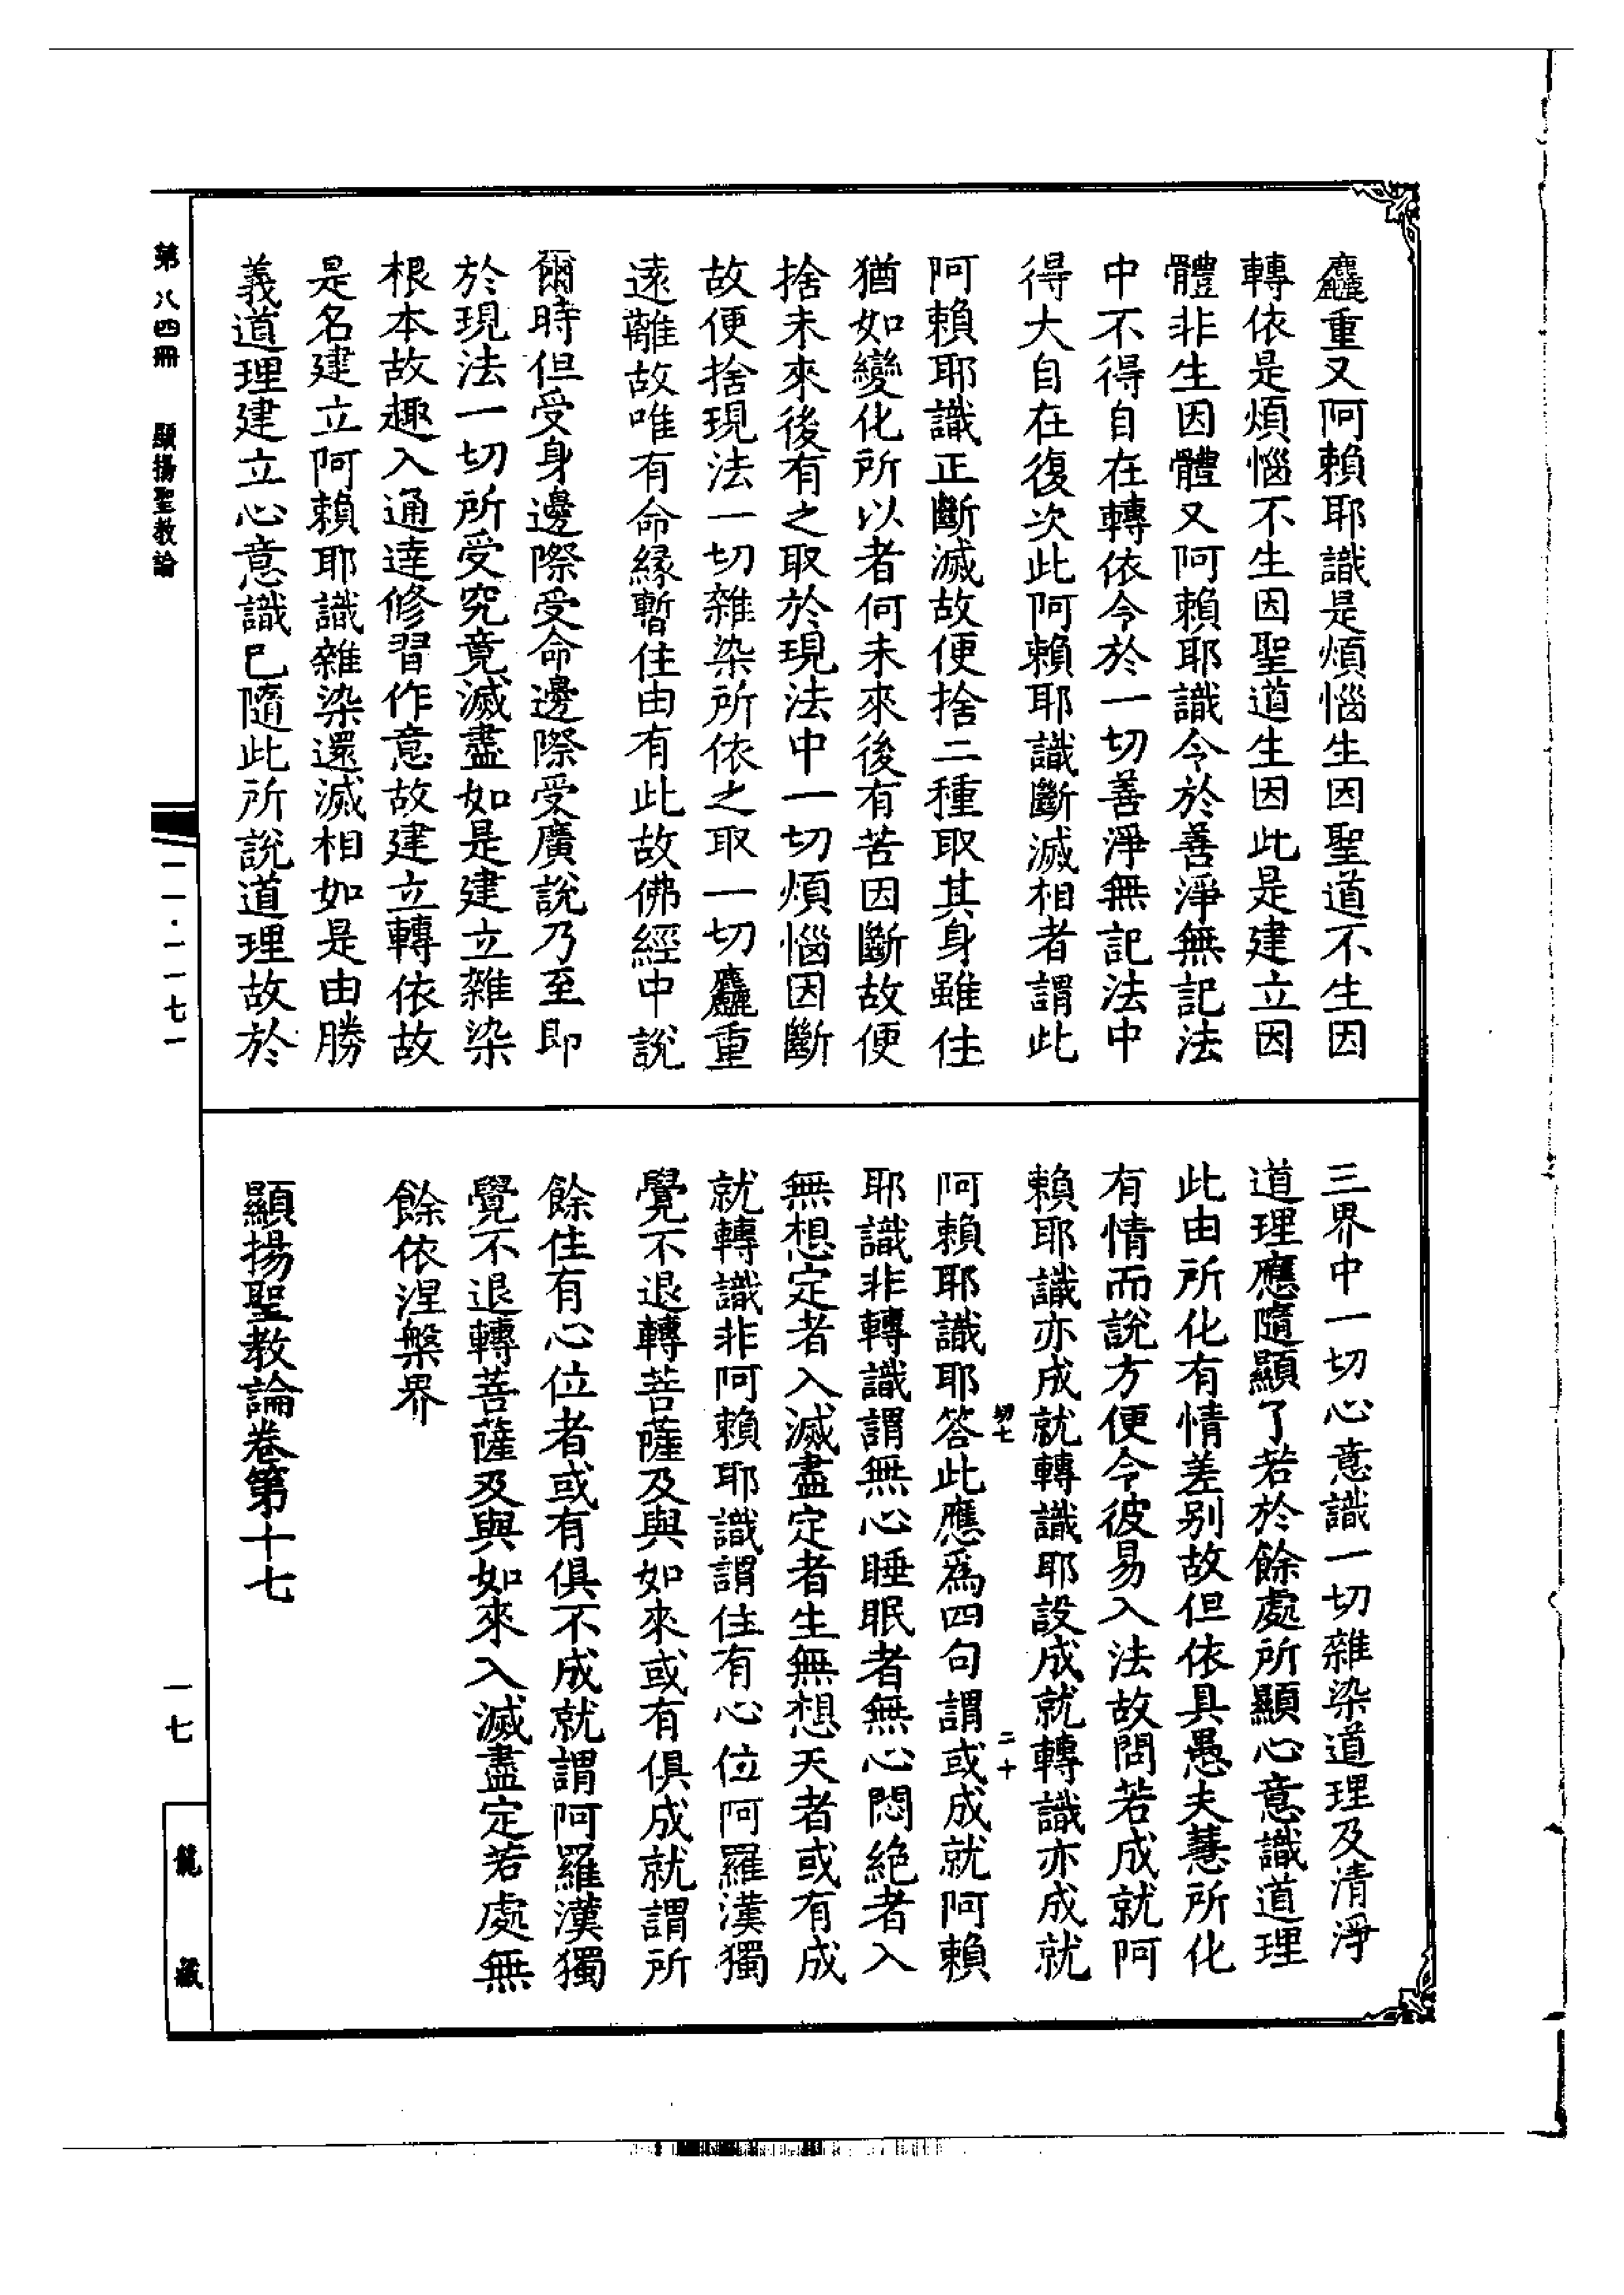 麤重又阿賴耶識是煩惱生因聖道不生因
轉依是煩惱不生因聖道生因此是建立因
體非生因體又阿賴耶識令於善淨無記法
中不得自在轉依令於一切善淨無記法中
得大自在復次此阿賴耶識斷滅相者謂此
阿賴耶識正斷滅故便捨二種取其身雖住
猶如變化所以者何未來後有苦因斷故便
捨未來後有之取於現法中一切煩惱因斷
故便捨現法一切雜染所依之取一切麤重
遠離故唯有命緣暫住由有此故佛經中說
爾時但受身邊際受命邊際受廣說乃至即
於現法一切所受究竟滅盡如是建立雜染
根本故趣入通達修習作意故建立轉依故
是名建立阿賴耶識雜染還滅相如是由勝
義道理建立心意識已隨此所說道理故於
三界中一切心意識一切雜染道理及清淨
道理應隨顯了若於餘處所顯心意識道理
此由所化有情差別故但依具愚夫慧所化
有情而說方便令彼易入法故問若成就阿
賴耶識亦成就轉識耶設成就轉識亦成就
切七 二十
阿賴耶識耶答此應爲四句謂或成就阿賴
耶識非轉識謂無心睡眠者無心悶絕者入
無想定者入滅盡定者生無想天者或有成
就轉識非阿賴耶識謂住有心位阿羅漢獨
覺不退轉菩薩及與如來或有俱成就謂所
餘住有心位者或有俱不成就謂阿羅漢獨
覺不退轉菩薩及與如來入滅盡定若處無
餘依涅槃界
顯揚聖教論卷第十七
第八四冊 顯揚聖教論
一一·一一七一
一七
龍藏